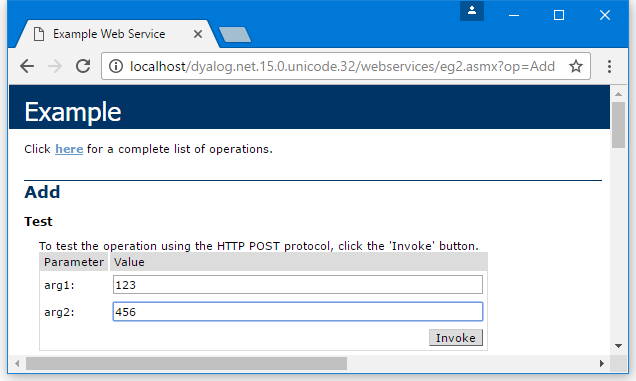 Example Web Service
localhost/dyalog.net.15.0.unicode.32/webservices/eg2.asmx?op=Add
Example
Click here for a complete list of operations.
Add
Test
To test the operation using the HTTP POST protocol, click the 'Invoke' button.
Parameter Value
arg1: 123
arg2: 456
Invoke